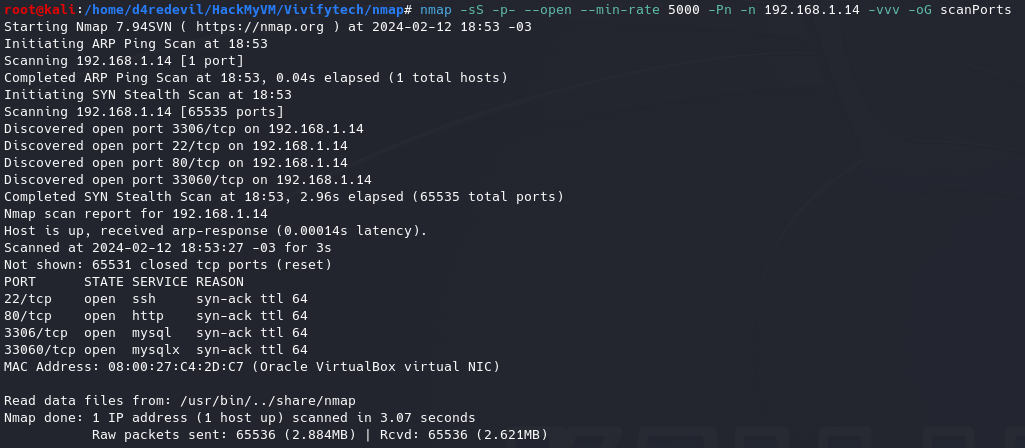 root@kali:/home/d4redevil/HackMyVM/Vivifytech/nmap# nmap -sS -p- --open --min-rate 5000 -Pn -n 192.168.1.14 -vvv -oG scanPorts
Starting Nmap 7.94SVN ( https://nmap.org ) at 2024-02-12 18:53 -03
Initiating ARP Ping Scan at 18:53
Scanning 192.168.1.14 [1 port]
Completed ARP Ping Scan at 18:53, 0.04s elapsed (1 total hosts)
Initiating SYN Stealth Scan at 18:53
Scanning 192.168.1.14 [65535 ports]
Discovered open port 3306/tcp on 192.168.1.14
Discovered open port 22/tcp on 192.168.1.14
Discovered open port 80/tcp on 192.168.1.14
Discovered open port 33060/tcp on 192.168.1.14
Completed SYN Stealth Scan at 18:53, 2.96s elapsed (65535 total ports)
Nmap scan report for 192.168.1.14
Host is up, received arp-response (0.00014s latency).
Scanned at 2024-02-12 18:53:27 -03 for 3s
Not shown: 65531 closed tcp ports (reset)
PORT      STATE SERVICE REASON
22/tcp    open  ssh     syn-ack ttl 64
80/tcp    open  http    syn-ack ttl 64
3306/tcp  open  mysql   syn-ack ttl 64
33060/tcp open  mysqlx  syn-ack ttl 64
MAC Address: 08:00:27:C4:2D:C7 (Oracle VirtualBox virtual NIC)

Read data files from: /usr/bin/../share/nmap
Nmap done: 1 IP address (1 host up) scanned in 3.07 seconds
           Raw packets sent: 65536 (2.884MB) | Rcvd: 65536 (2.621MB)